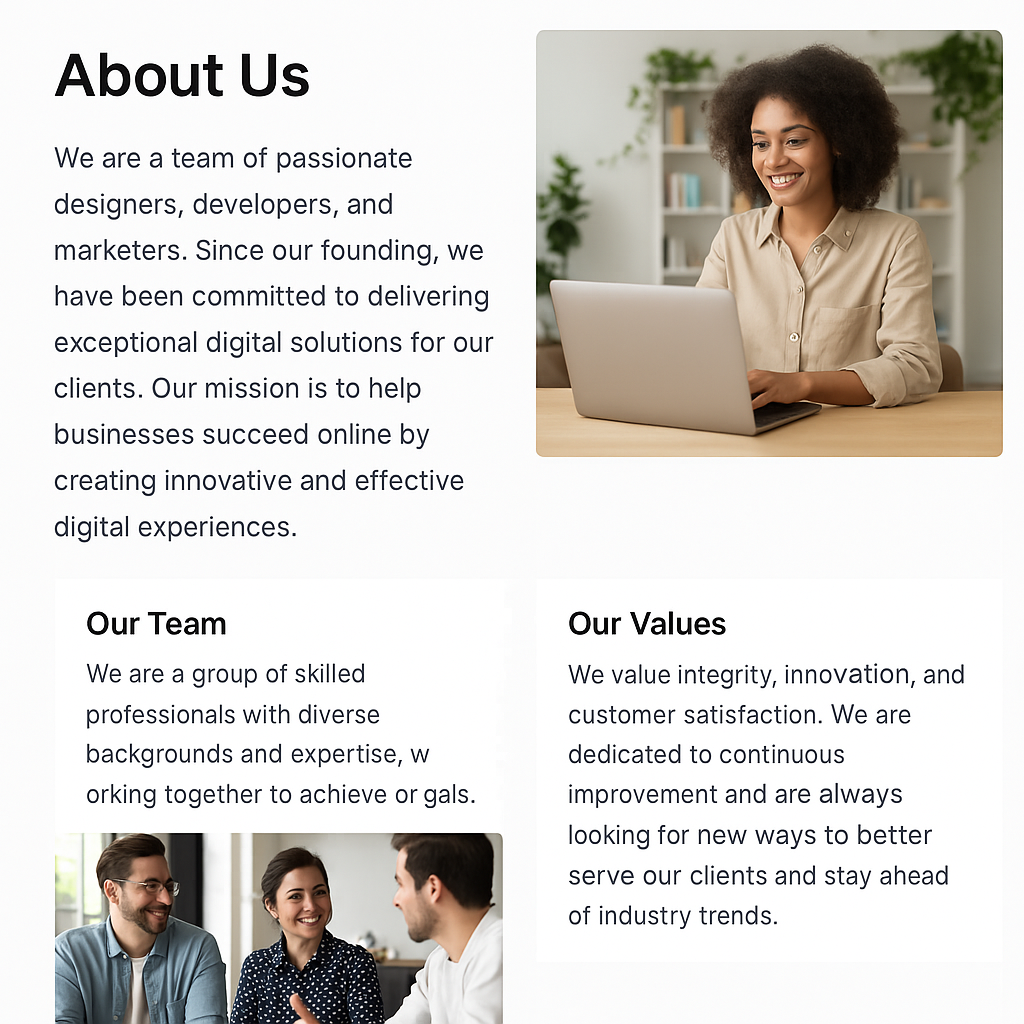 About Us
We are a team of passionate
designers, developers, and
marketers. Since our founding, we
have been committed to delivering
exceptional digital solutions for our
clients. Our mission is to help
businesses succeed online by
creating innovative and effective
digital experiences.
Our Team
We are a group of skilled
professionals with diverse
backgrounds and expertise, w
orking together to achieve or gals.
Our Values
We value integrity, innovation, and
customer satisfaction. We are
dedicated to continuous
improvement and are always
looking for new ways to better
serve our clients and stay ahead
of industry trends.